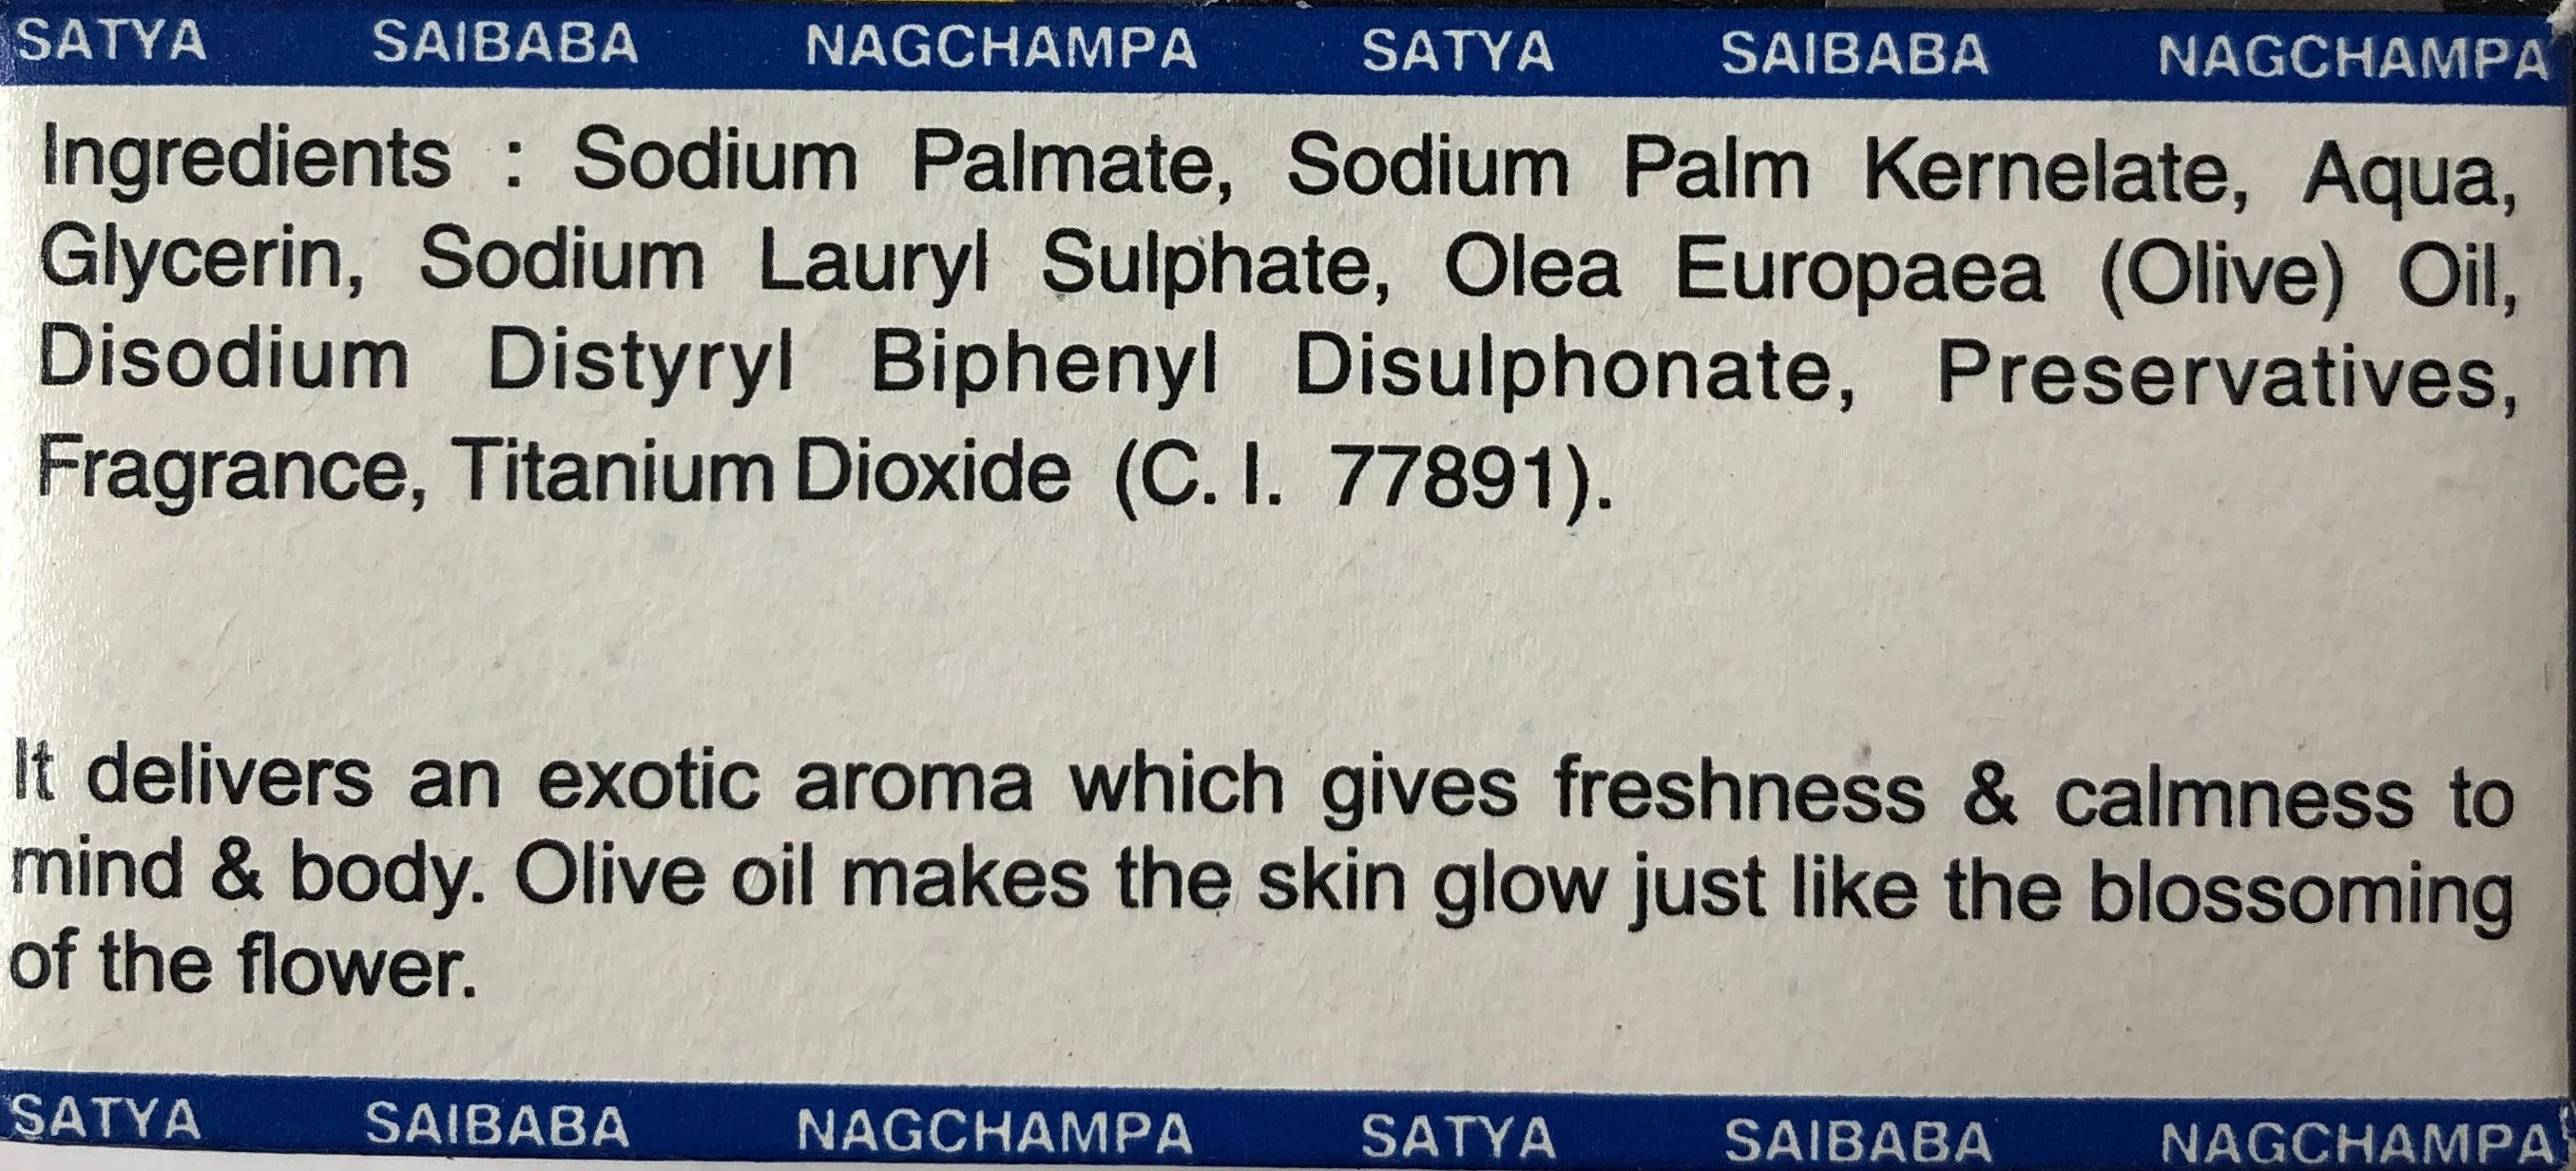 SATYA SAIBABA NAGCHAMPA SATYA SAIBABA NAGCHAMPA
Ingredients : Sodium Palmate, Sodium Palm Kernelate, Aqua,
Glycerin, Sodium Lauryl Sulphate, Olea Europaea (Olive) Oil,
Disodium Distyryl Biphenyl Disulphonate, Preservatives,
Fragrance, Titanium Dioxide (C. I. 77891).
It delivers an exotic aroma which gives freshness & calmness to
mind & body. Olive oil makes the skin glow just like the blossoming
of the flower.
SATYA SAIBABA NAGCHAMPA SATYA SAIBABA NAGCHAMPA